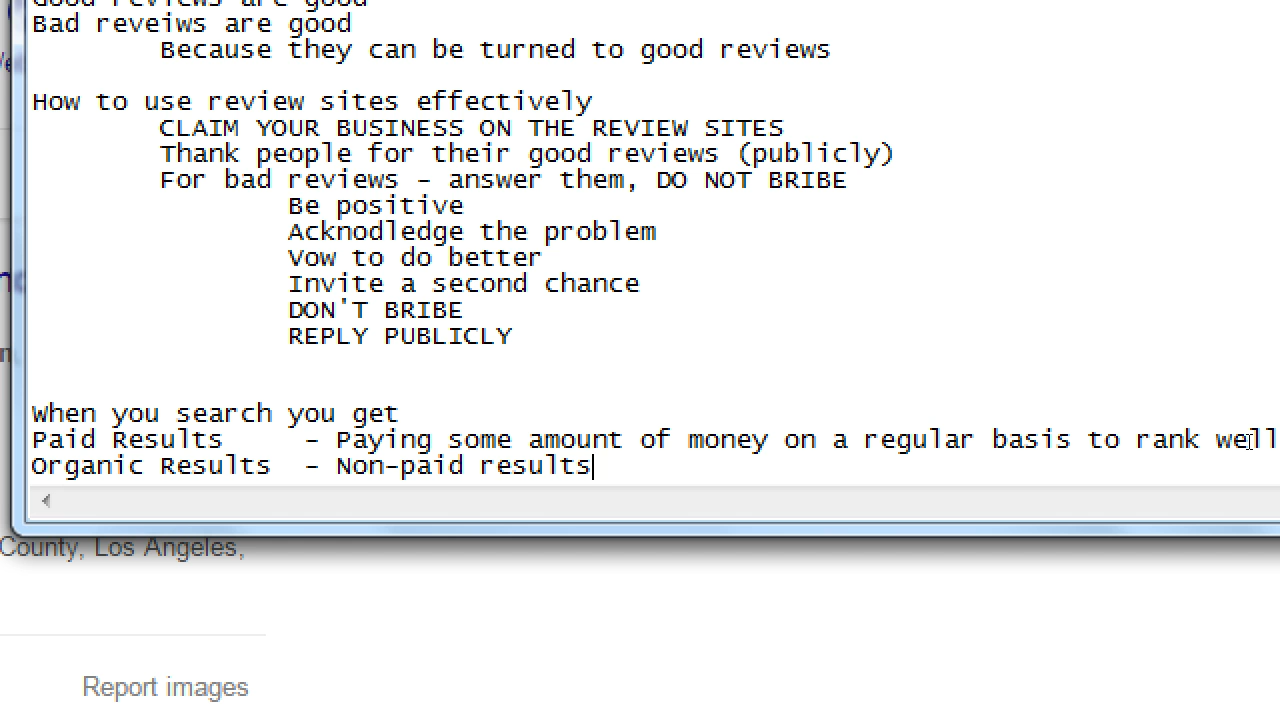 Good reviews are good
Bad reveiws are good
Because they can be turned to good reviews
How to use review sites effectively
CLAIM YOUR BUSINESS ON THE REVIEW SITES
Thank people for their good reviews (publicly)
For bad reviews - answer them, DO NOT BRIBE
Be positive
Acknodledge the problem
Vow to do better
Invite a second chance
DON'T BRIBE
REPLY PUBLICLY
When you search you get
Paid Results - Paying some amount of money on a regular basis to rank well
Organic Results - Non-paid results
County, Los Angeles,
Report images